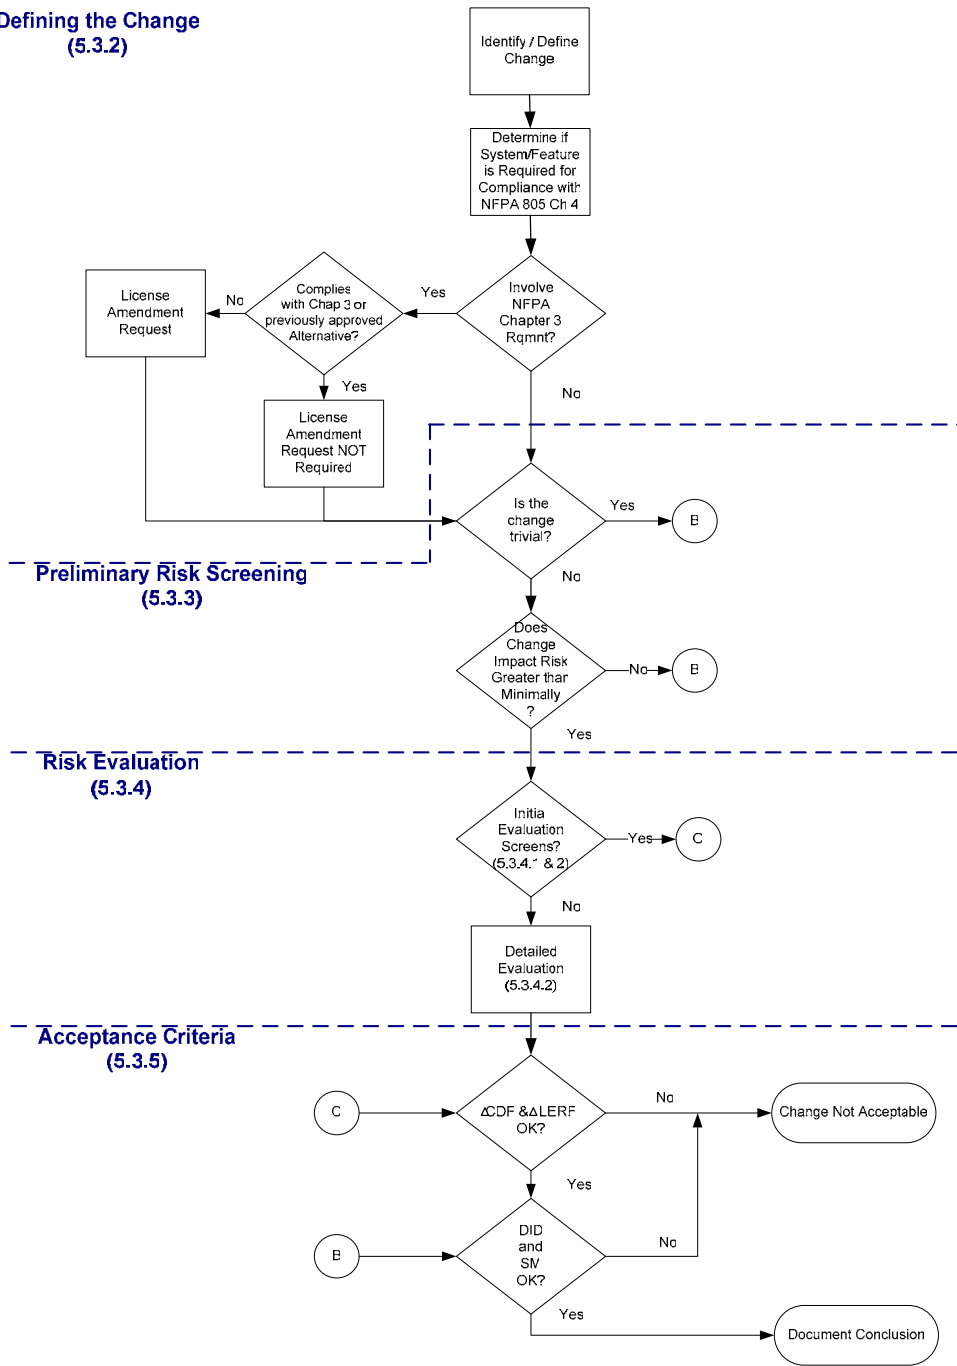 Defining the Change
(5.3.2)
Identify / Define
Change
Determine if
System/Feature
is Required for
Compliance with
NFPA 805 Ch 4
Involve
NFPA
Chapter 3
Rqmnt?
Yes
Complies
with Chap 3 or
previously approved
Alternative?
No
License
Amendment
Request
Yes
License
Amendment
Request NOT
Required
No
Is the
change
trivial?
Yes
B
Preliminary Risk Screening
(5.3.3)
No
Does
Change
Impact Risk
Greater than
Minimally
?
No
B
Yes
Risk Evaluation
(5.3.4)
Initia
Evaluation
Screens?
(5.3.4.1 & 2)
Yes
C
No
Detailed
Evaluation
(5.3.4.2)
Acceptance Criteria
(5.3.5)
C
ΔCDF &ΔLERF
OK?
No
Change Not Acceptable
Yes
B
DID
and
SM
OK?
No
Yes
Document Conclusion